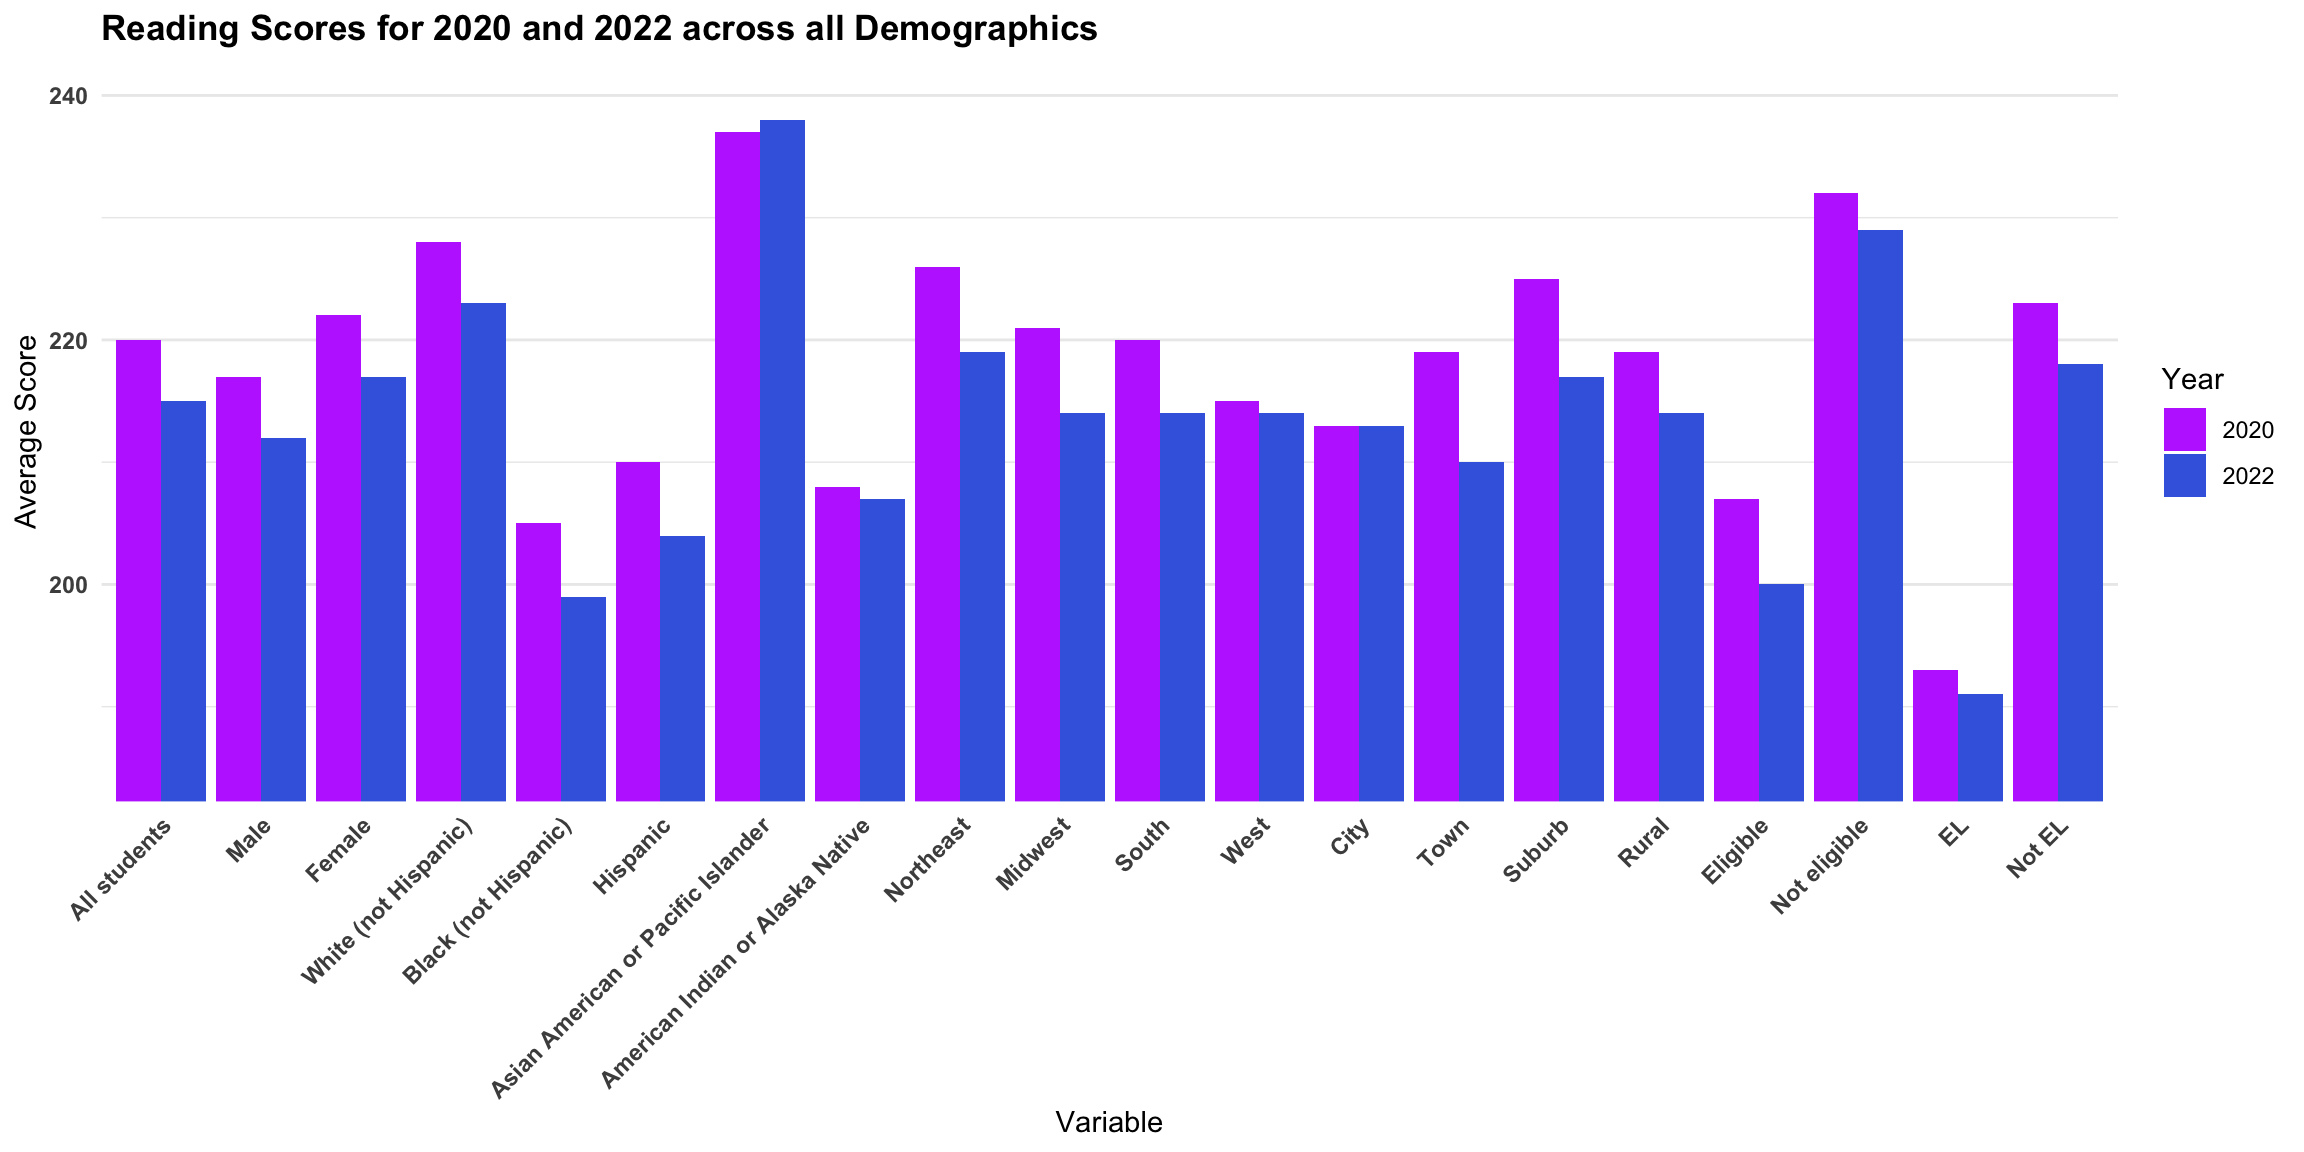 Reading Scores for 2020 and 2022 across all Demographics
Average Score
240
220
200
All students
Male
Female
White (not Hispanic)
Black (not Hispanic)
Hispanic
Asian American or Pacific Islander
American Indian or Alaska Native
Northeast
Midwest
South
West
City
Town
Suburb
Rural
Eligible
Not eligible
EL
Not EL
Variable
Year
2020
2022